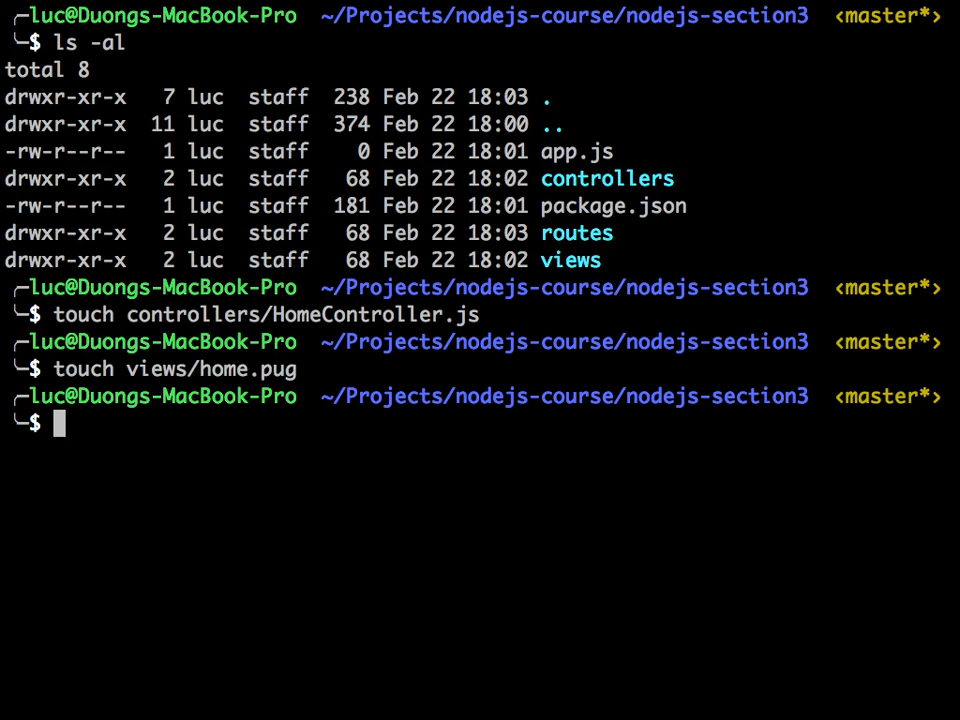 ╭─luc@Duongs-MacBook-Pro  ~/Projects/nodejs-course/nodejs-section3  ‹master*›
╰─$ ls -al
total 8
drwxr-xr-x   7 luc  staff  238 Feb 22 18:03 .
drwxr-xr-x  11 luc  staff  374 Feb 22 18:00 ..
-rw-r--r--   1 luc  staff    0 Feb 22 18:01 app.js
drwxr-xr-x   2 luc  staff   68 Feb 22 18:02 controllers
-rw-r--r--   1 luc  staff  181 Feb 22 18:01 package.json
drwxr-xr-x   2 luc  staff   68 Feb 22 18:03 routes
drwxr-xr-x   2 luc  staff   68 Feb 22 18:02 views
╭─luc@Duongs-MacBook-Pro  ~/Projects/nodejs-course/nodejs-section3  ‹master*›
╰─$ touch controllers/HomeController.js
╭─luc@Duongs-MacBook-Pro  ~/Projects/nodejs-course/nodejs-section3  ‹master*›
╰─$ touch views/home.pug
╭─luc@Duongs-MacBook-Pro  ~/Projects/nodejs-course/nodejs-section3  ‹master*›
╰─$